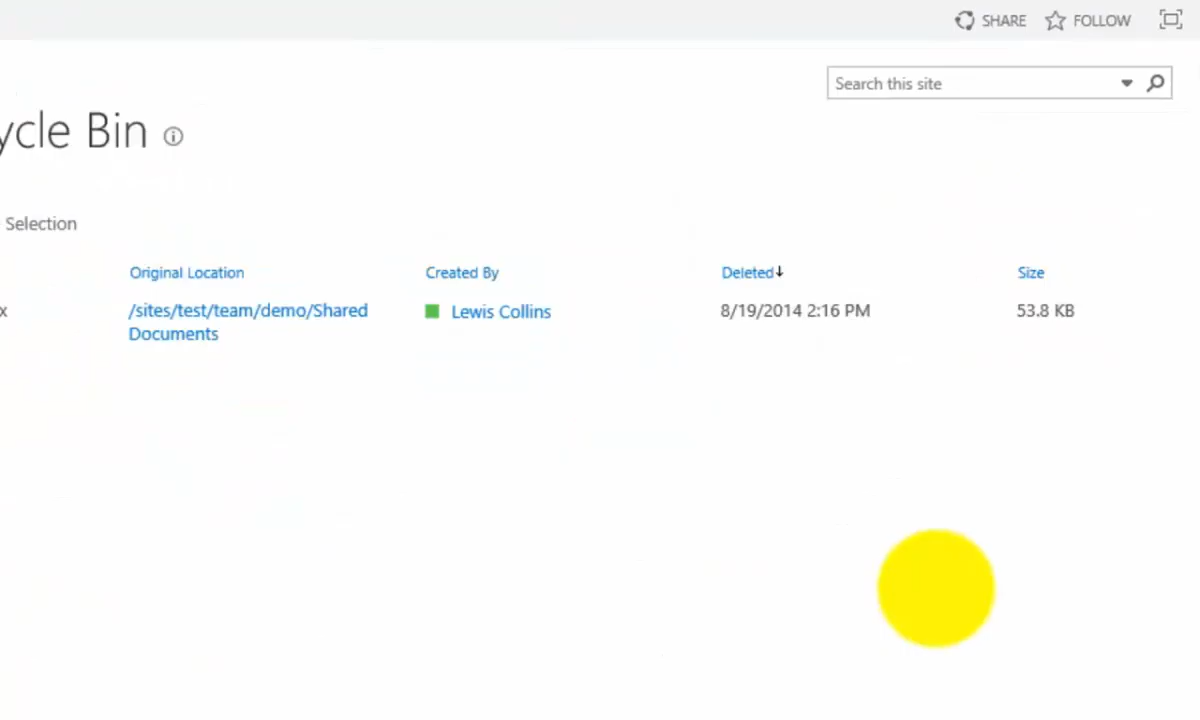 SHARE FOLLOW
Search this site
ycle Bin
Selection
Original Location Created By Deleted Size
x /sites/test/team/demo/Shared Lewis Collins 8/19/2014 2:16 PM 53.8 KB
Documents